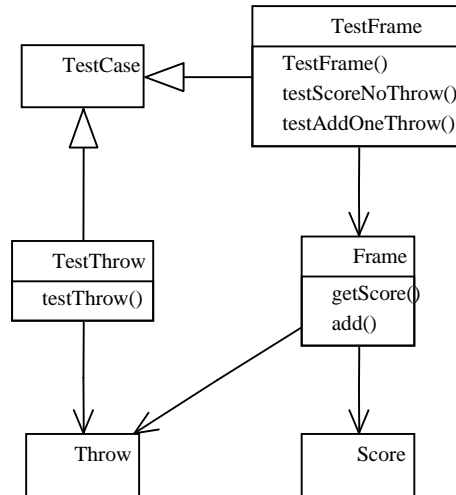 TestFrame
TestFrame()
testScoreNoThrow()
testAddOneThrow()
TestCase
TestThrow
testThrow()
Frame
getScore()
add()
Throw
Score